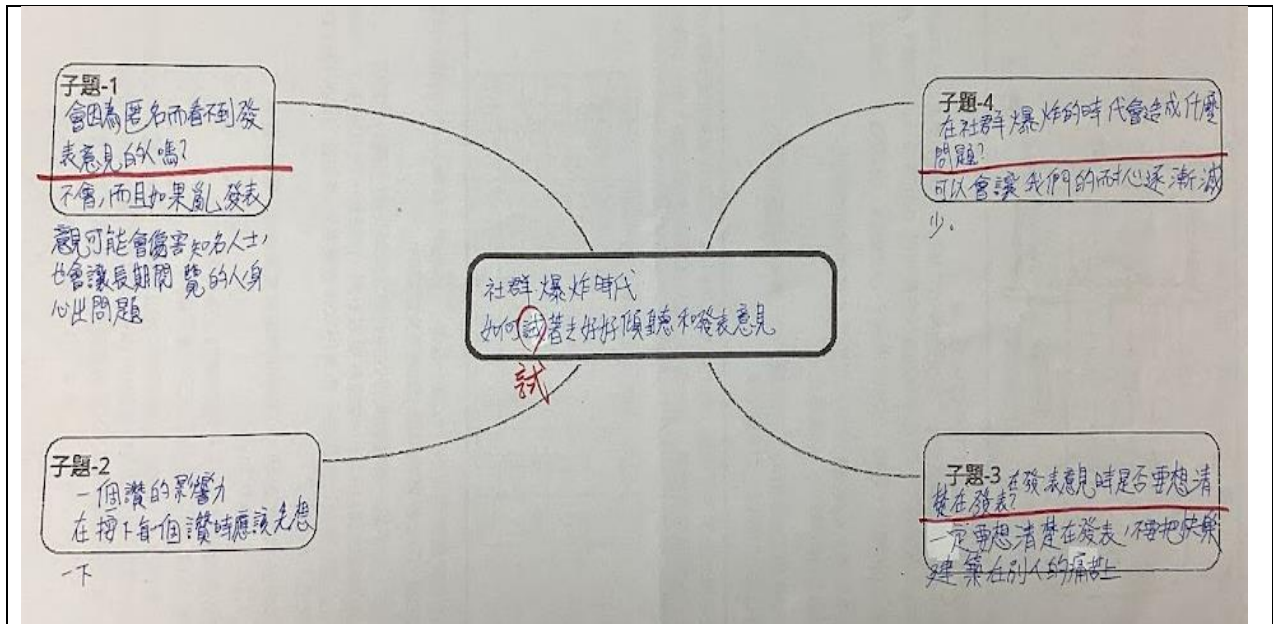 子題-1
會因為匿名而看不到發
表意見的人嗎?
不會,而且如果亂發表
意見可能會傷害知名人士,
也會讓長期間覽的人身
心出問題
子題-4
在社群爆炸的時代會造成什麼
問題?
可以會讓我們的耐心逐漸減
少。
社群爆炸時代
如何試著去好好傾聽和發表意見
試
子題-2
一個讚的影響力
在按下每一個讚時應該先想
一下
子題-3 在發表意見時是否要想清
楚在發表?
一定要想清楚在發表,不要把快樂
建築在別人的痛苦上